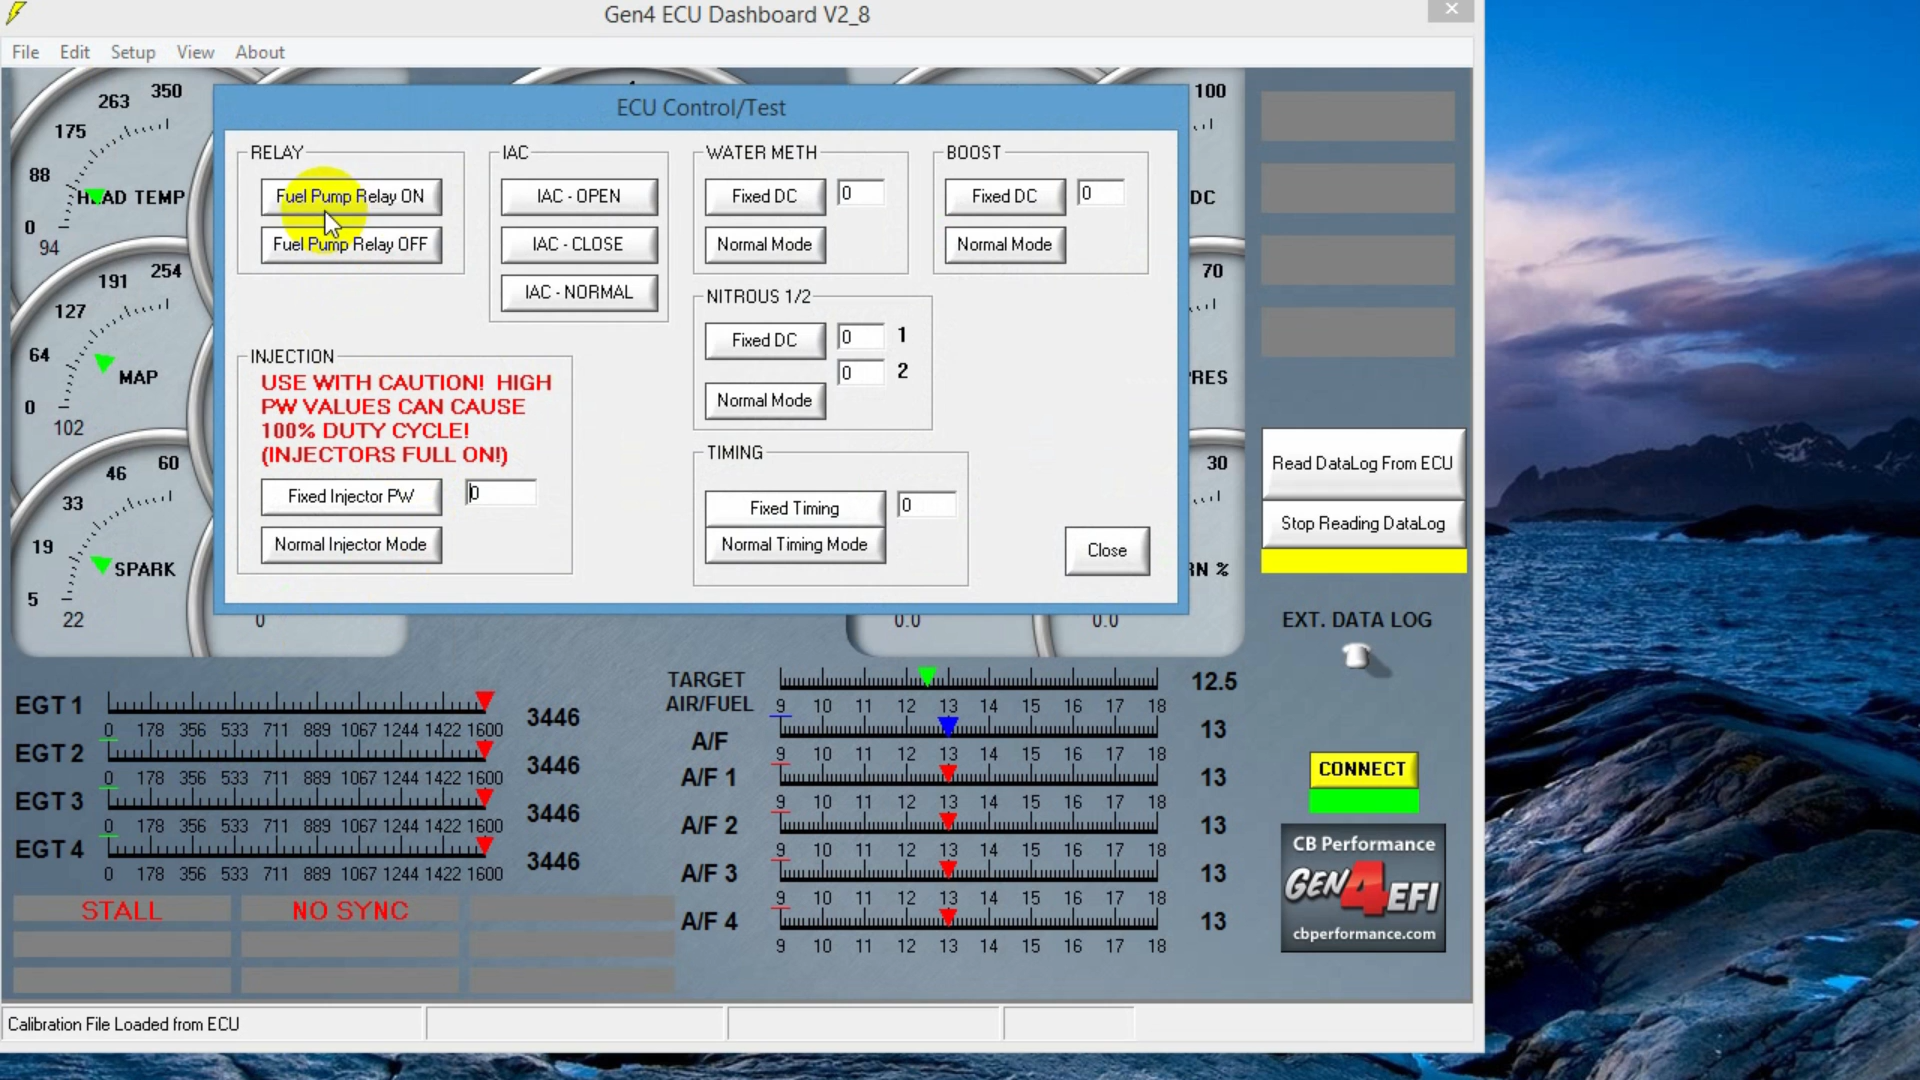 Gen4 ECU Dashboard V2_8
File Edit Setup View About
ECU Control/Test
RELAY
Fuel Pump Relay ON
Fuel Pump Relay OFF
IAC
IAC - OPEN
IAC - CLOSE
IAC - NORMAL
WATER METH
Fixed DC 0
Normal Mode
BOOST
Fixed DC 0
Normal Mode
NITROUS 1/2
Fixed DC 0 1
0 2
Normal Mode
INJECTION
USE WITH CAUTION! HIGH
PW VALUES CAN CAUSE
100% DUTY CYCLE!
(INJECTORS FULL ON!)
Fixed Injector PW 0
Normal Injector Mode
TIMING
Fixed Timing 0
Normal Timing Mode
Close
350
263
175
88
HEAD TEMP
0
94
254
191
127
64
MAP
0
102
60
46
33
19
SPARK
5
22
0
100
DC
70
PRES
30
RN %
0.0 0.0
Read DataLog From ECU
Stop Reading DataLog
EXT. DATA LOG
CONNECT
CB Performance
GEN4EFI
cbperformance.com
EGT 1 3446
0 178 356 533 711 889 1067 1244 1422 1600
EGT 2 3446
0 178 356 533 711 889 1067 1244 1422 1600
EGT 3 3446
0 178 356 533 711 889 1067 1244 1422 1600
EGT 4 3446
0 178 356 533 711 889 1067 1244 1422 1600
TARGET
AIR/FUEL 12.5
9 10 11 12 13 14 15 16 17 18
A/F 13
9 10 11 12 13 14 15 16 17 18
A/F 1 13
9 10 11 12 13 14 15 16 17 18
A/F 2 13
9 10 11 12 13 14 15 16 17 18
A/F 3 13
9 10 11 12 13 14 15 16 17 18
A/F 4 13
9 10 11 12 13 14 15 16 17 18
STALL NO SYNC
Calibration File Loaded from ECU